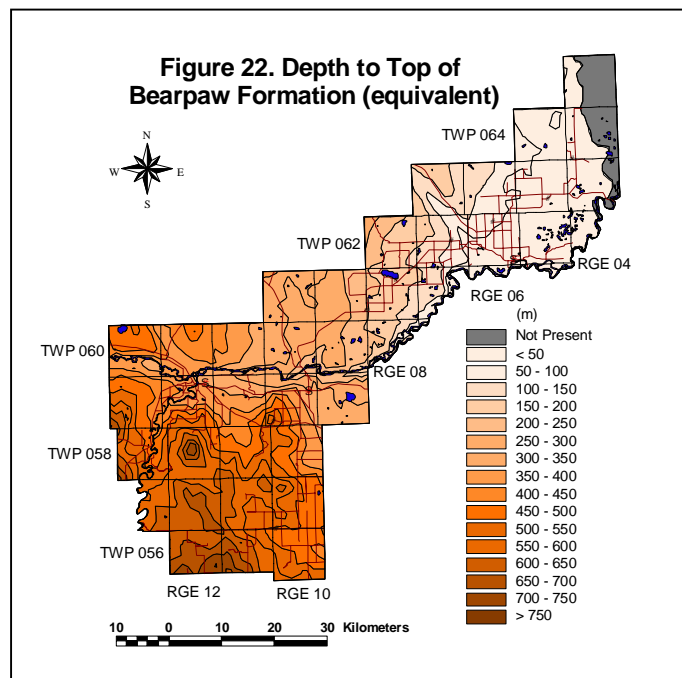 Figure 22. Depth to Top of
Bearpaw Formation (equivalent)
N
W E
S
TWP 064
TWP 062
RGE 04
RGE 06
(m)
Not Present
< 50
50 - 100
100 - 150
150 - 200
200 - 250
250 - 300
300 - 350
350 - 400
400 - 450
450 - 500
500 - 550
550 - 600
600 - 650
650 - 700
700 - 750
> 750
TWP 060
RGE 08
TWP 058
TWP 056
RGE 12
RGE 10
10 0 10 20 30 Kilometers